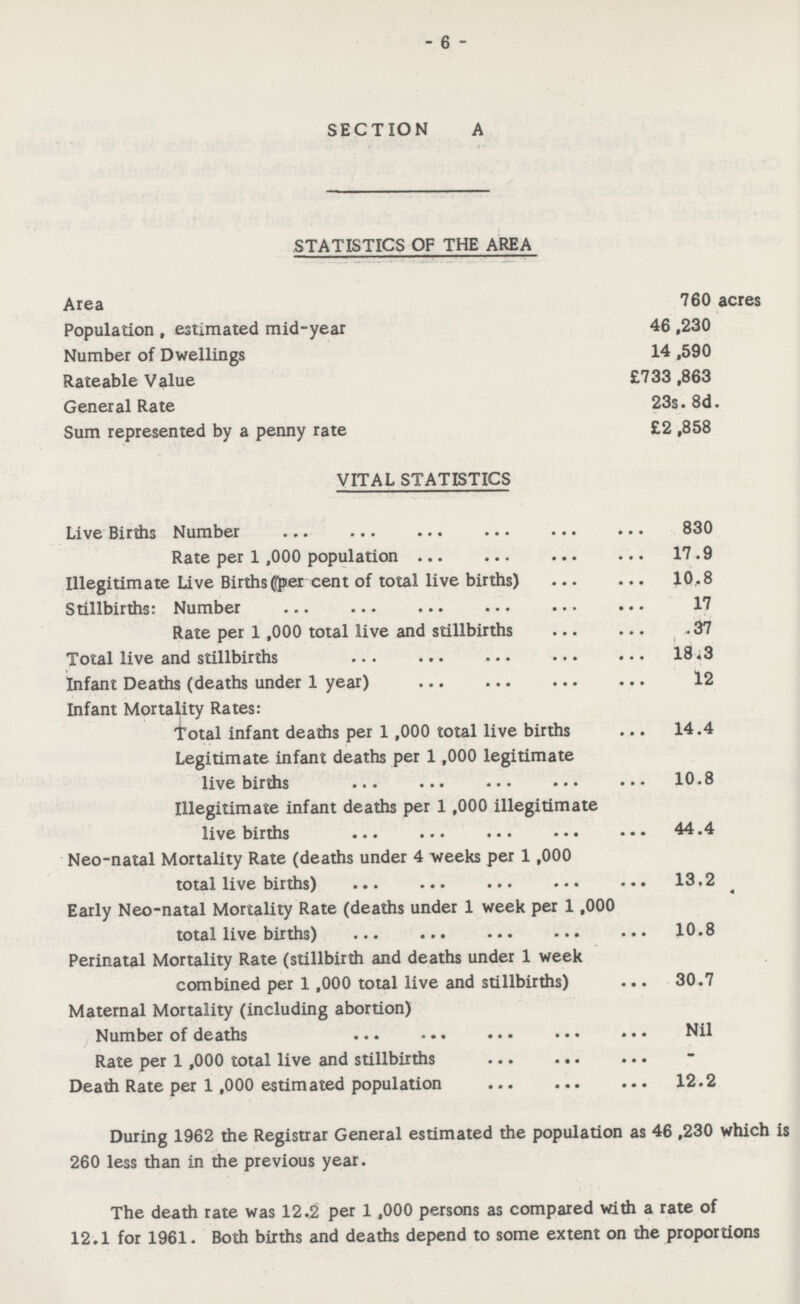 - 6 -
SECTION A
STATISTICS OF THE AREA
Area 760 acres
Population , estimated mid-year 46 ,230
Number of Dwellings 14 ,590
Rateable Value £733 ,863
General Rate 23s. 8d.
Sum represented by a penny rate £2 ,858
VITAL STATISTICS
Live Births Number ... ... ... ... ... ... 830
Rate per 1 ,000 population ... ... ... ... 17.9
Illegitimate Live Births (per cent of total live births) ... ... 10.8
Stillbirths: Number ... ... ... ... ... ... 17
Rate per 1 ,000 total live and stillbirths ... ... .37
Total live and stillbirths ... ... ... ... ... 18.3
Infant Deaths (deaths under 1 year) ... ... ... ... 12
Infant Mortality Rates:
Total infant deaths per 1 ,000 total live births ... 14.4
Legitimate infant deaths per 1 ,000 legitimate
live births ... ... ... ... ... 10.8
Illegitimate infant deaths per 1 ,000 illegitimate
live births ... ... ... ... ... 44.4
Neo-natal Mortality Rate (deaths under 4 weeks per 1 ,000
total live births) ... ... ... ... ... 13.2
Early Neo-natal Mortality Rate (deaths under 1 week per 1 ,000
total live births) ... ... ... ... ... 10.8
Perinatal Mortality Rate (stillbirth and deaths under 1 week
combined per 1 ,000 total live and stillbirths) ... 30.7
Maternal Mortality (including abortion)
Number of deaths ... ... ... ... ... Nil
Rate per 1 ,000 total live and stillbirths ... ... ... -
Death Rate per 1 ,000 estimated population ... ... ... 12.2
During 1962 the Registrar General estimated the population as 46 ,230 which is
260 less than in the previous year.
The death rate was 12.2 per 1 ,000 persons as compared with a rate of
12.1 for 1961. Both births and deaths depend to some extent on the proportions